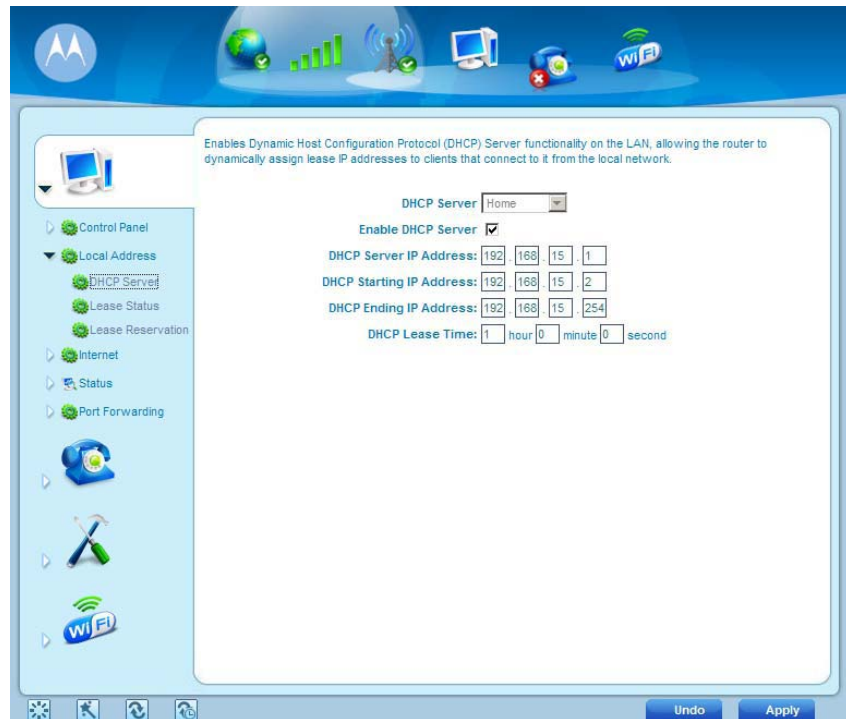 WiFi
Enables Dynamic Host Configuration Protocol (DHCP) Server functionality on the LAN, allowing the router to
dynamically assign lease IP addresses to clients that connect to it from the local network.
Control Panel
Local Address
DHCP Server
Lease Status
Lease Reservation
Internet
Status
Port Forwarding
WiFi
DHCP Server Home
Enable DHCP Server
DHCP Server IP Address: 192 . 168 . 15 . 1
DHCP Starting IP Address: 192 . 168 . 15 . 2
DHCP Ending IP Address: 192 . 168 . 15 . 254
DHCP Lease Time: 1 hour 0 minute 0 second
Undo Apply